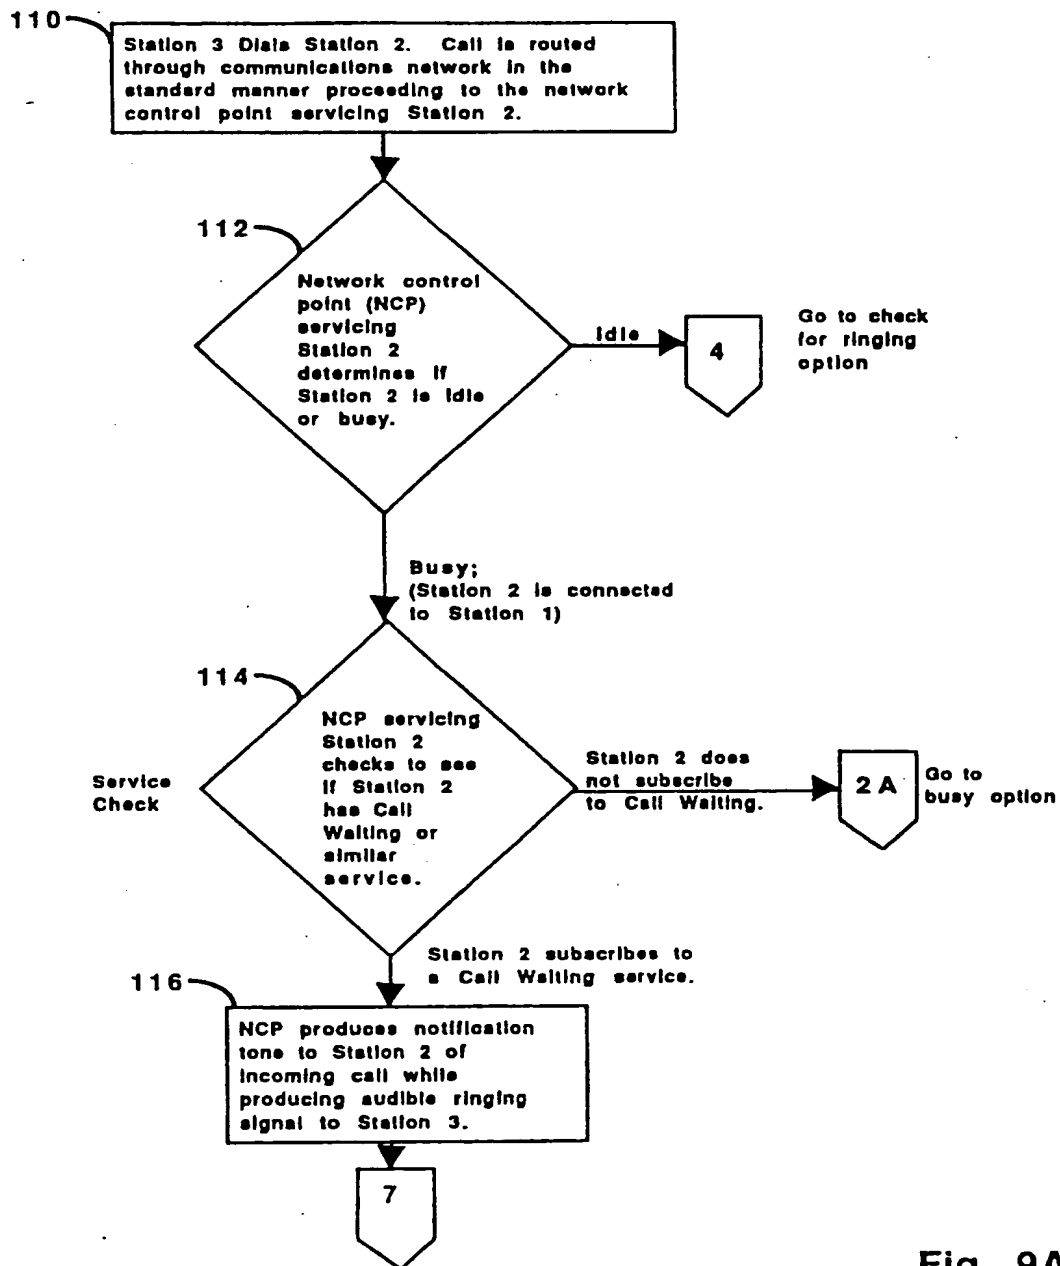 110
Station 3 Dials Station 2. Call is routed
through communications network in the
standard manner proceeding to the network
control point servicing Station 2.
112
Network control
point (NCP)
servicing
Station 2
determines if
Station 2 is idle
or busy.
Idle
4
Go to check
for ringing
option
Busy;
(Station 2 is connected
to Station 1)
114
Service
Check
NCP servicing
Station 2
checks to see
if Station 2
has Call
Waiting or
similar
service.
Station 2 does
not subscribe
to Call Waiting.
2 A
Go to
busy option
Station 2 subscribes to
a Call Waiting service.
116
NCP produces notification
tone to Station 2 of
incoming call while
producing audible ringing
signal to Station 3.
7
Fig. 9A